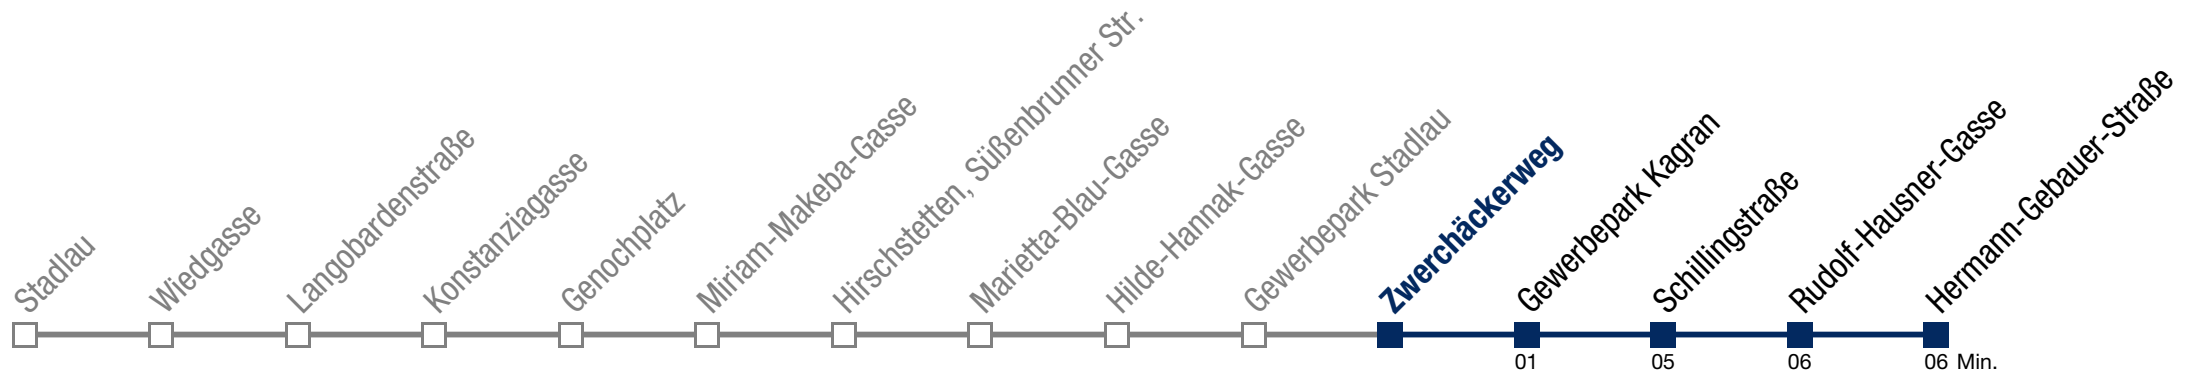 Stadlau
Wiedgasse
Langobardenstraße
Konstanziagasse
Genochplatz
Miriam-Makeba-Gasse
Hirschstetten, Süßenbrunner Str.
Marietta-Blau-Gasse
Hilde-Hannak-Gasse
Gewerbepark Stadlau
Zwerchäckerweg
Gewerbepark Kagran
Schillingstraße
Rudolf-Hausner-Gasse
Hermann-Gebauer-Straße
01 05 06 06 Min.